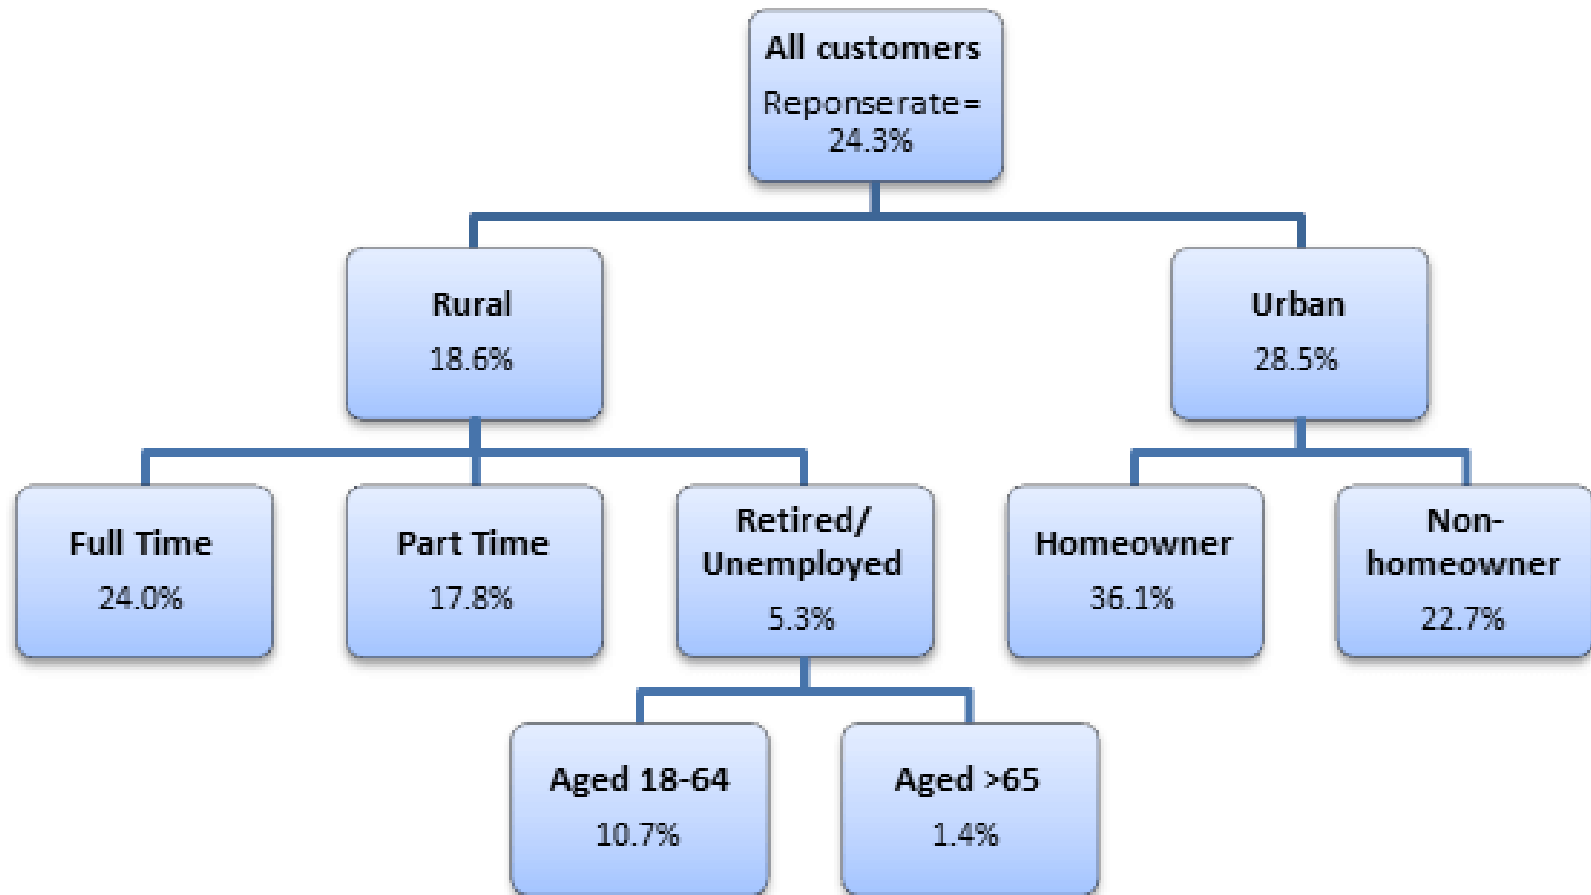 All customers
Reponserate=
24.3%
Rural
18.6%
Urban
28.5%
Full Time
24.0%
Part Time
17.8%
Retired/
Unemployed
5.3%
Homeowner
36.1%
Non-
homeowner
22.7%
Aged 18-64
10.7%
Aged >65
1.4%